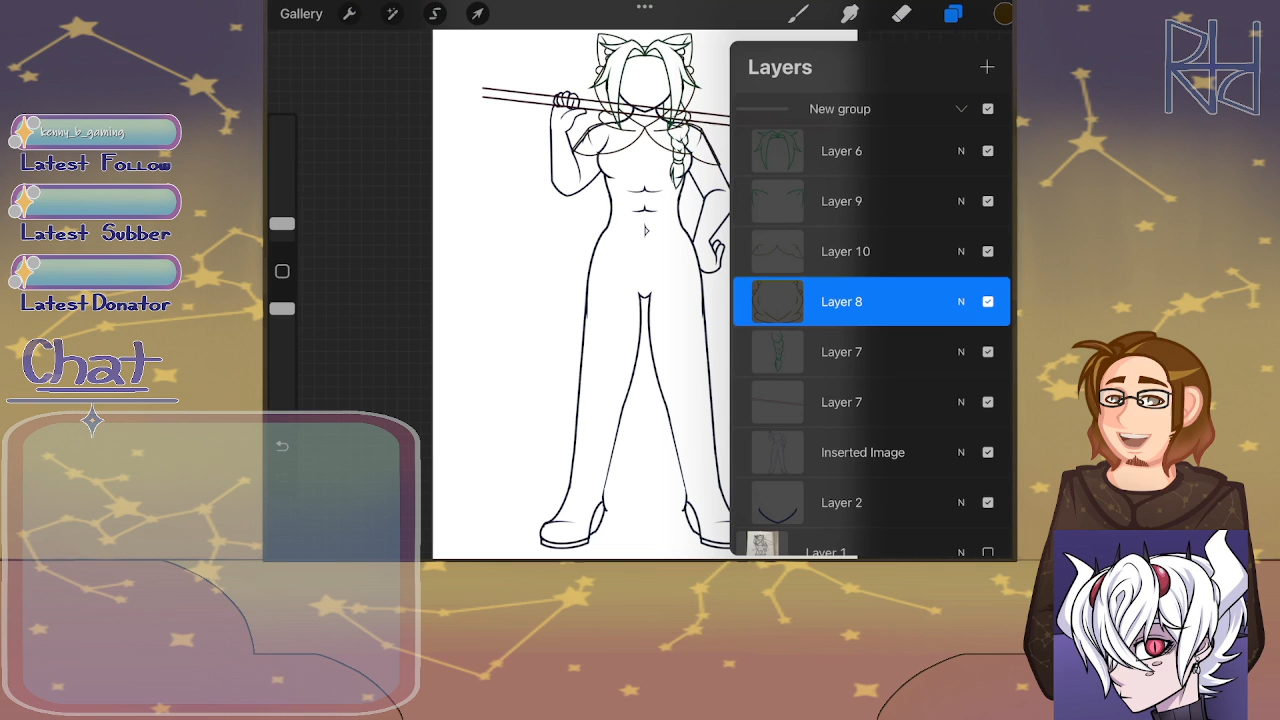 Gallery
Layers
New group
Layer 6
N
Layer 9
N
Layer 10
N
Layer 8
N
Layer 7
N
Layer 7
N
Inserted Image
N
Layer 2
N
Layer 1
N
kenny_b_gaming
Latest Follow
Latest Subber
Latest Donator
Chat